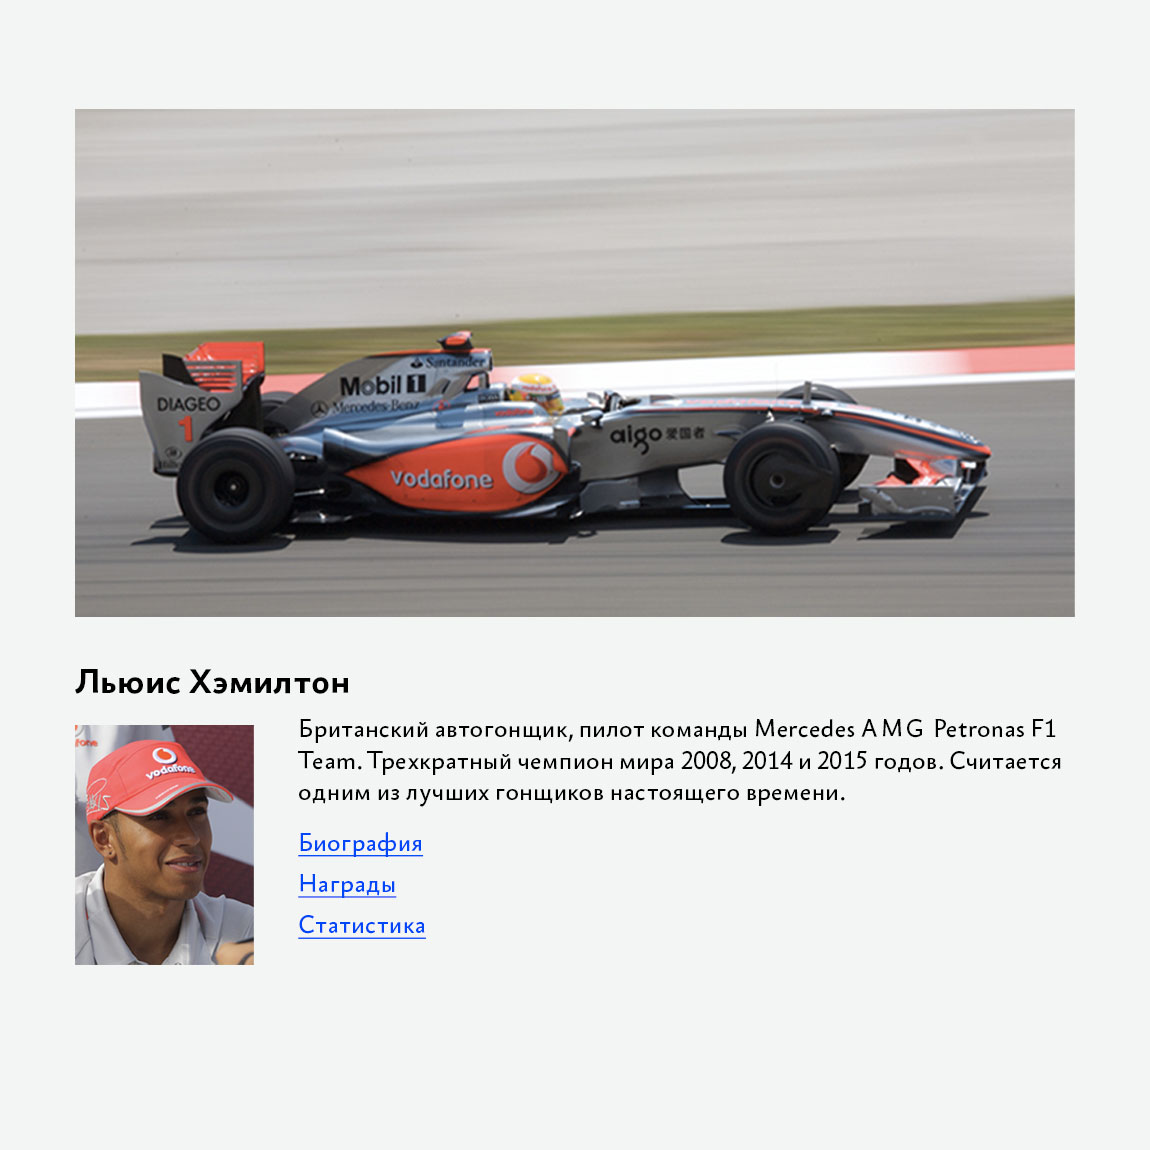 Santander
Mobil 1
Mercedes-Benz
DIAGEO
1
vodafone
aigo 爱国者
Льюис Хэмилтон
vodafone
Британский автогонщик, пилот команды Mercedes AMG Petronas F1
Team. Трехкратный чемпион мира 2008, 2014 и 2015 годов. Считается
одним из лучших гонщиков настоящего времени.
Биография
Награды
Статистика